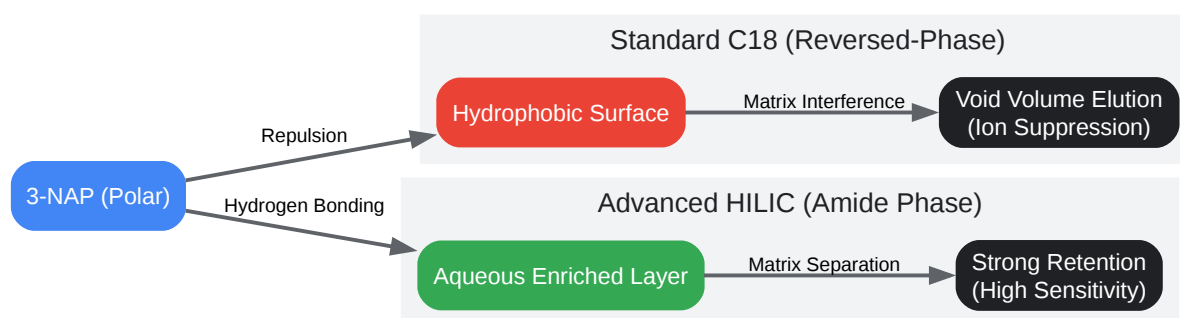 Standard C18 (Reversed-Phase)
Hydrophobic Surface
Matrix Interference
Void Volume Elution
(Ion Suppression)
Repulsion
3-NAP (Polar)
Hydrogen Bonding
Advanced HILIC (Amide Phase)
Aqueous Enriched Layer
Matrix Separation
Strong Retention
(High Sensitivity)